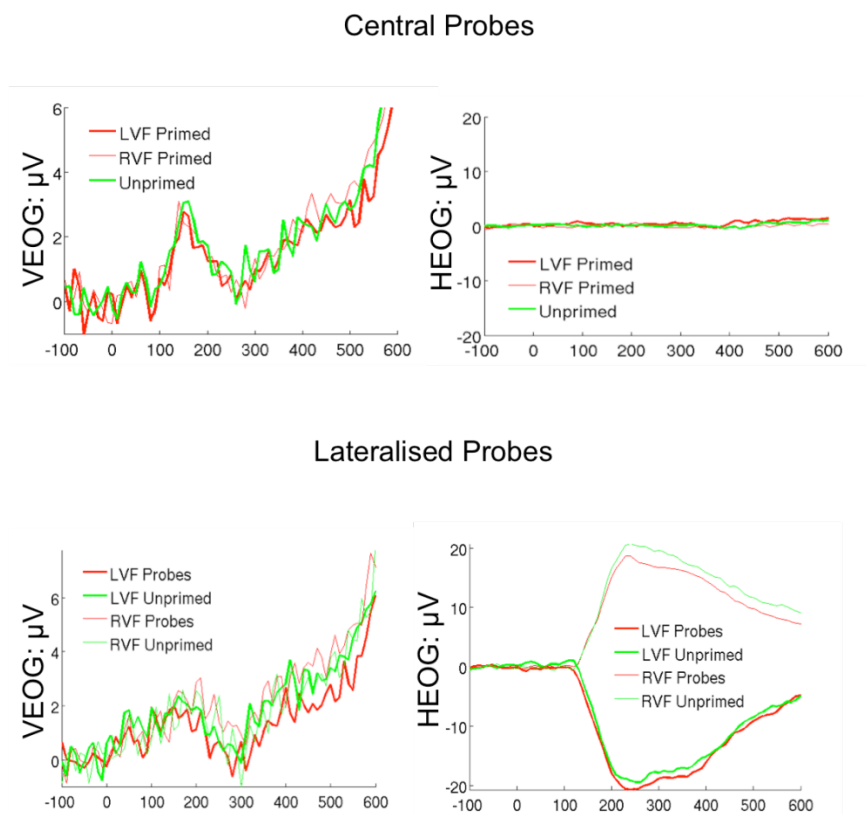 Central Probes
VEOG: µV
6
4
2
0
LVF Primed
RVF Primed
Unprimed
-100 0 100 200 300 400 500 600
HEOG: µV
20
10
0
-10
-20
LVF Primed
RVF Primed
Unprimed
-100 0 100 200 300 400 500 600
Lateralised Probes
VEOG: µV
6
4
2
0
LVF Probes
LVF Unprimed
RVF Probes
RVF Unprimed
-100 0 100 200 300 400 500 600
HEOG: µV
20
10
0
-10
-20
LVF Probes
LVF Unprimed
RVF Probes
RVF Unprimed
-100 0 100 200 300 400 500 600